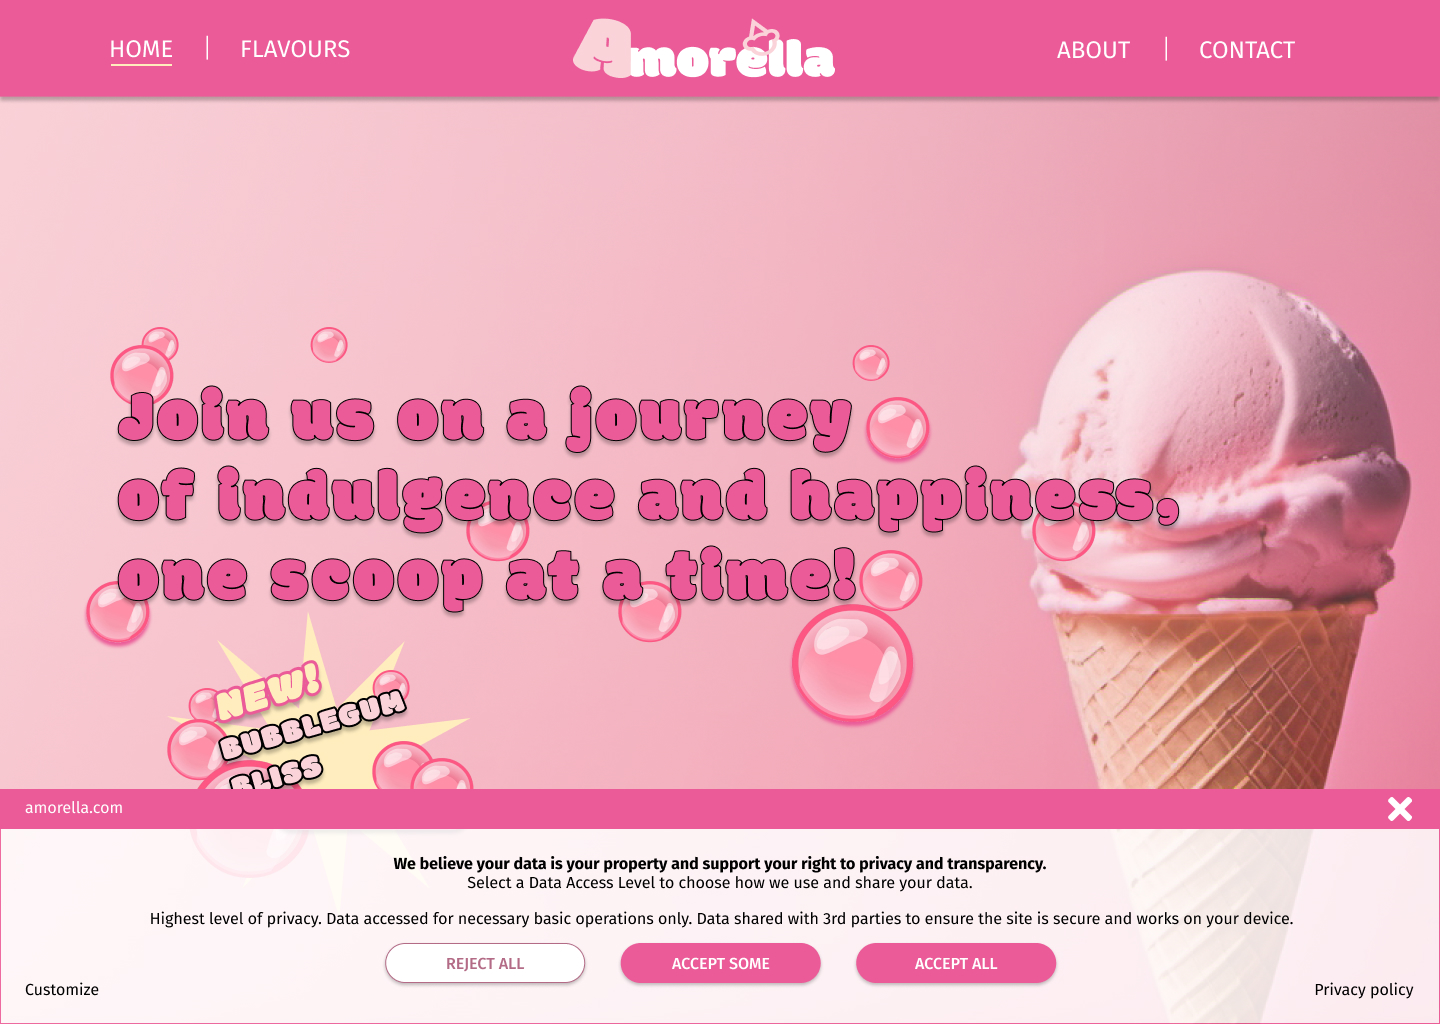 HOME | FLAVOURS
Amorella
ABOUT | CONTACT
Join us on a journey
of indulgence and happiness,
one scoop at a time!
NEW!
BUBBLEGUM
BLISS
amorella.com
We believe your data is your property and support your right to privacy and transparency.
Select a Data Access Level to choose how we use and share your data.
Highest level of privacy. Data accessed for necessary basic operations only. Data shared with 3rd parties to ensure the site is secure and works on your device.
REJECT ALL
ACCEPT SOME
ACCEPT ALL
Customize
Privacy policy